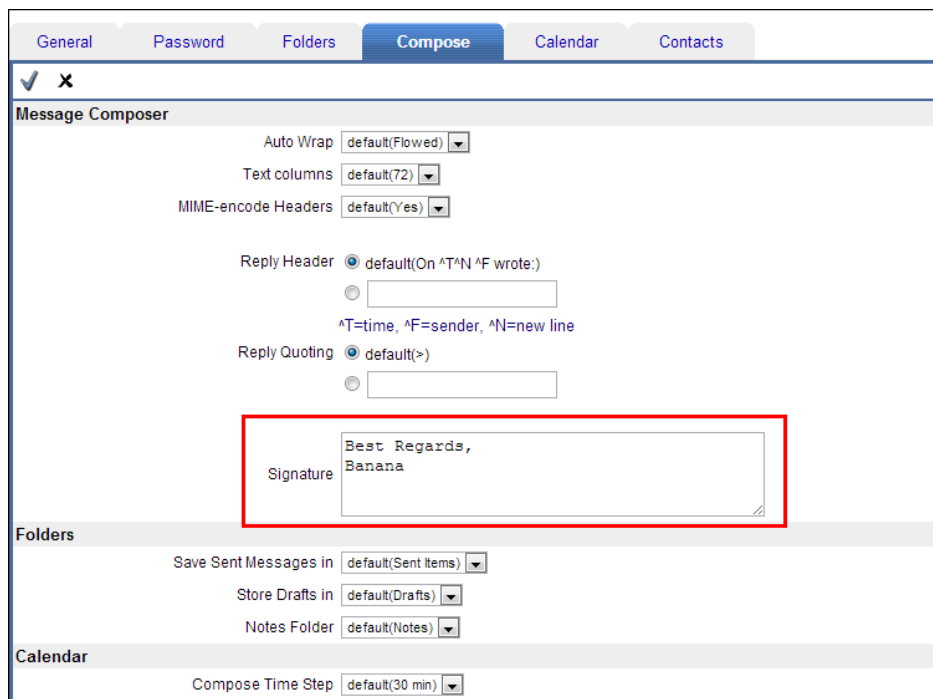 General Password Folders Compose Calendar Contacts
Message Composer
Auto Wrap default(Flowed)
Text columns default(72)
MIME-encode Headers default(Yes)
Reply Header default(On ^T^N ^F wrote:)
^T=time, ^F=sender, ^N=new line
Reply Quoting default(>)
Best Regards,
Signature Banana
Folders
Save Sent Messages in default(Sent Items)
Store Drafts in default(Drafts)
Notes Folder default(Notes)
Calendar
Compose Time Step default(30 min)